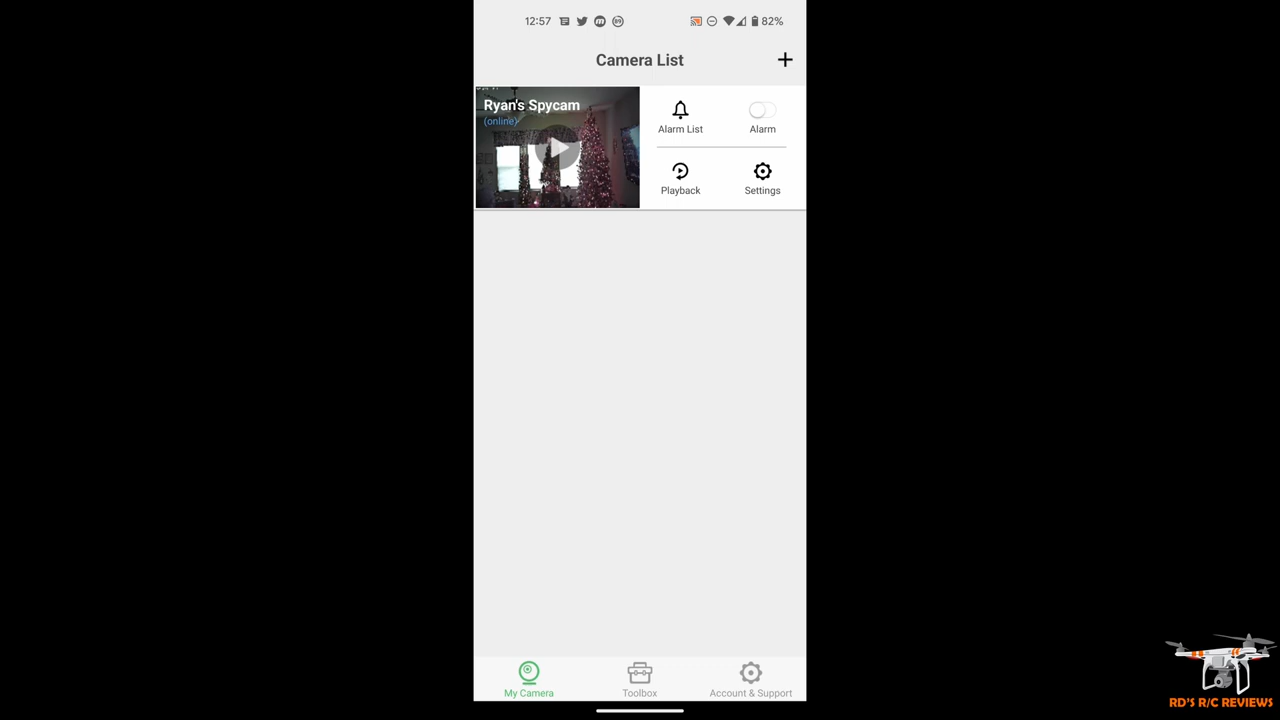 12:57
89
82%
Camera List
Ryan's Spycam
(online)
Alarm List
Alarm
Playback
Settings
My Camera
Toolbox
Account & Support
RD'S R/C REVIEWS